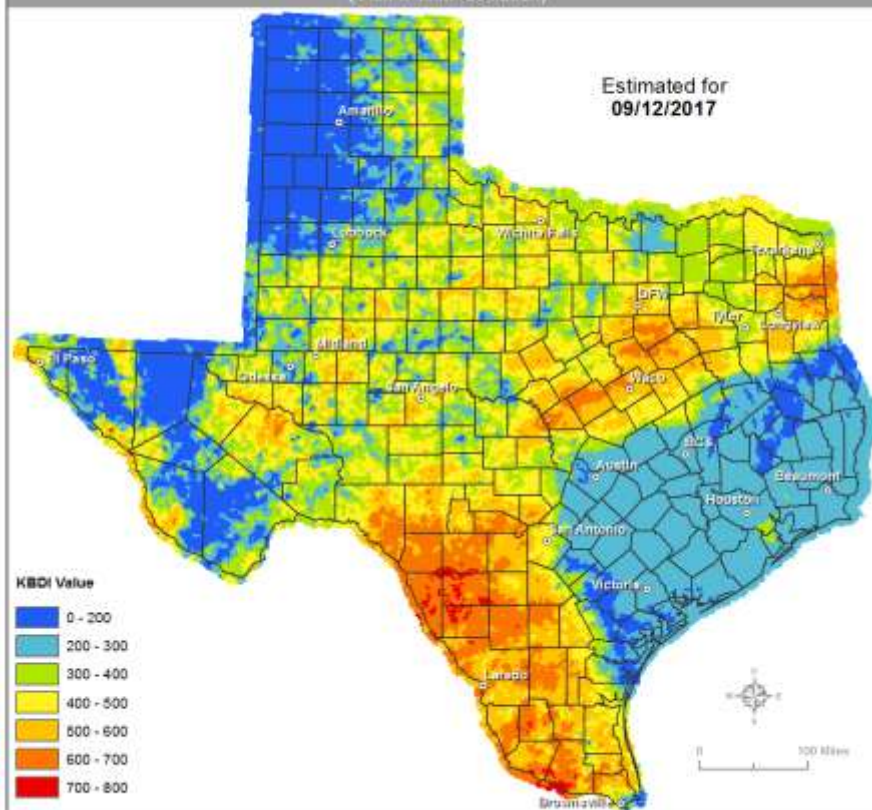 Estimated for
09/12/2017
Amarillo
Lubbock
Wichita Falls
Texarkana
DFW
Tyler
Longview
El Paso
Midland
Odessa
San Angelo
Waco
BCS
Austin
Beaumont
Houston
San Antonio
Victoria
Laredo
Brownsville
KBDI Value
0 - 200
200 - 300
300 - 400
400 - 500
500 - 600
600 - 700
700 - 800
0 100 Miles